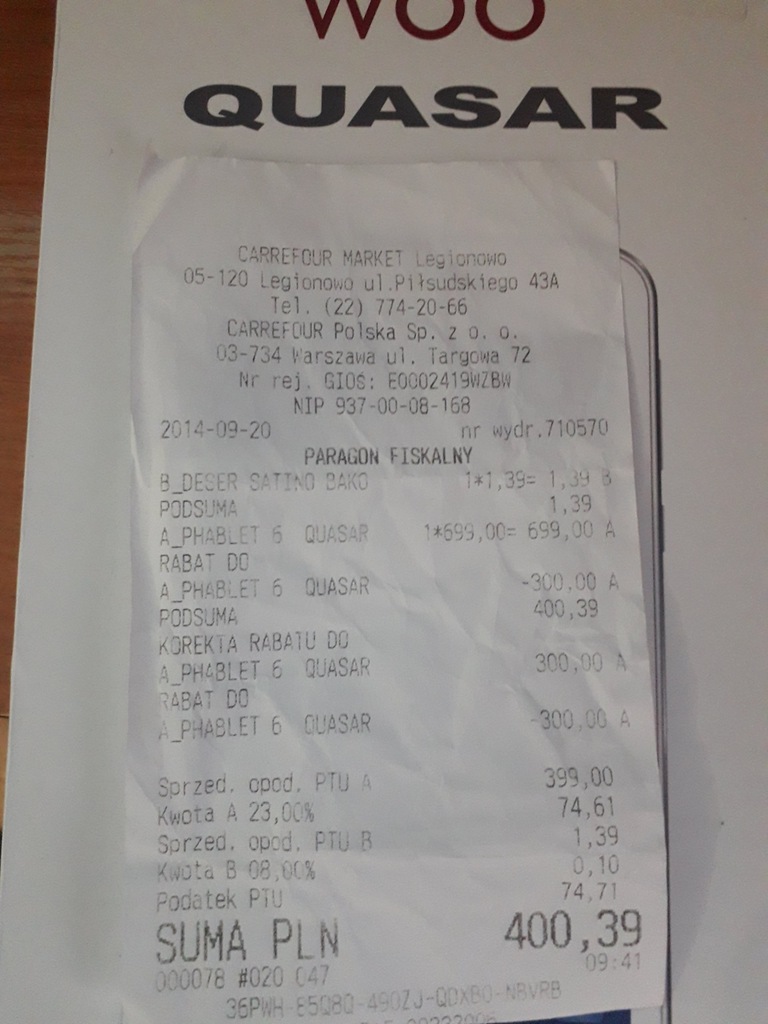 WOO
QUASAR
CARREFOUR MARKET Legionowo
05-120 Legionowo ul.Piłsudskiego 43A
Tel. (22) 774-20-66
CARREFOUR Polska Sp. z o. o.
03-734 Warszawa ul. Targowa 72
Nr rej. GIOŚ: E0002419WZBW
NIP 937-00-08-168
2014-09-20 nr wydr.710570
PARAGON FISKALNY
B_DESER SATINO BAKO 1*1,39= 1,39 B
PODSUMA 1,39
A_PHABLET 6 QUASAR 1*699,00= 699,00 A
RABAT DO
A_PHABLET 6 QUASAR -300,00 A
PODSUMA 400,39
KOREKTA RABATU DO
A_PHABLET 6 QUASAR 300,00 A
RABAT DO
A_PHABLET 6 QUASAR -300,00 A
Sprzed. opod. PTU A 399,00
Kwota A 23,00% 74,61
Sprzed. opod. PTU B 1,39
Kwota B 08,00% 0,10
Podatek PTU 74,71
SUMA PLN 400,39
000078 #020 047 09:41
36PWH-E5Q8Q-490ZJ-QDXBO-NBVRB